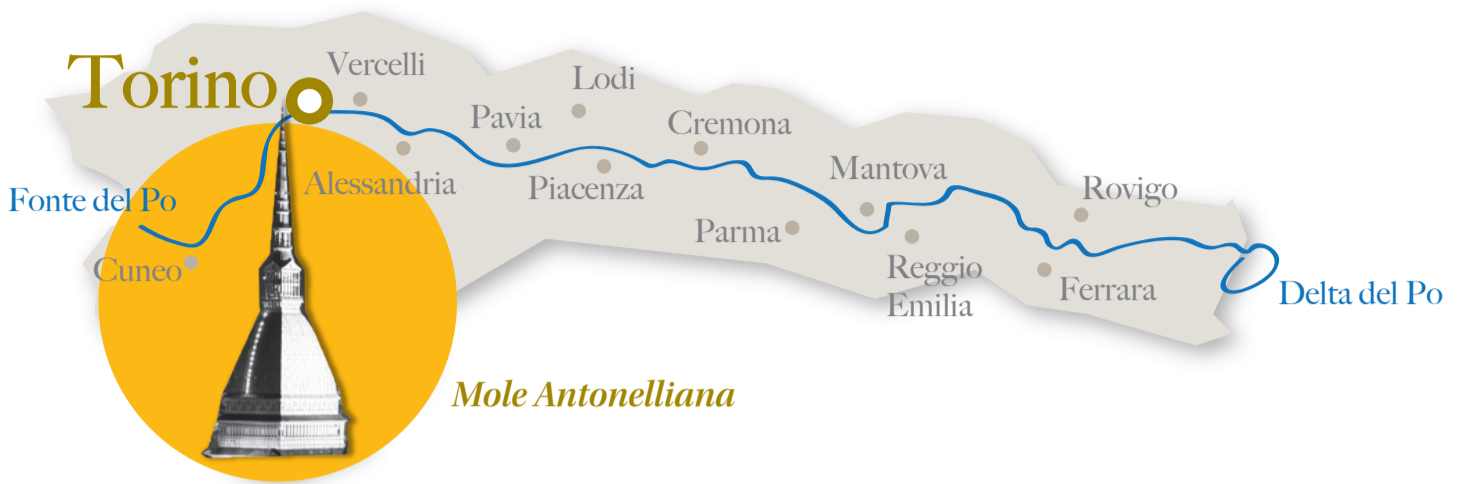 Torino
Vercelli
Lodi
Pavia
Cremona
Alessandria
Piacenza
Mantova
Rovigo
Fonte del Po
Parma
Cuneo
Reggio
Emilia
Ferrara
Delta del Po
Mole Antonelliana